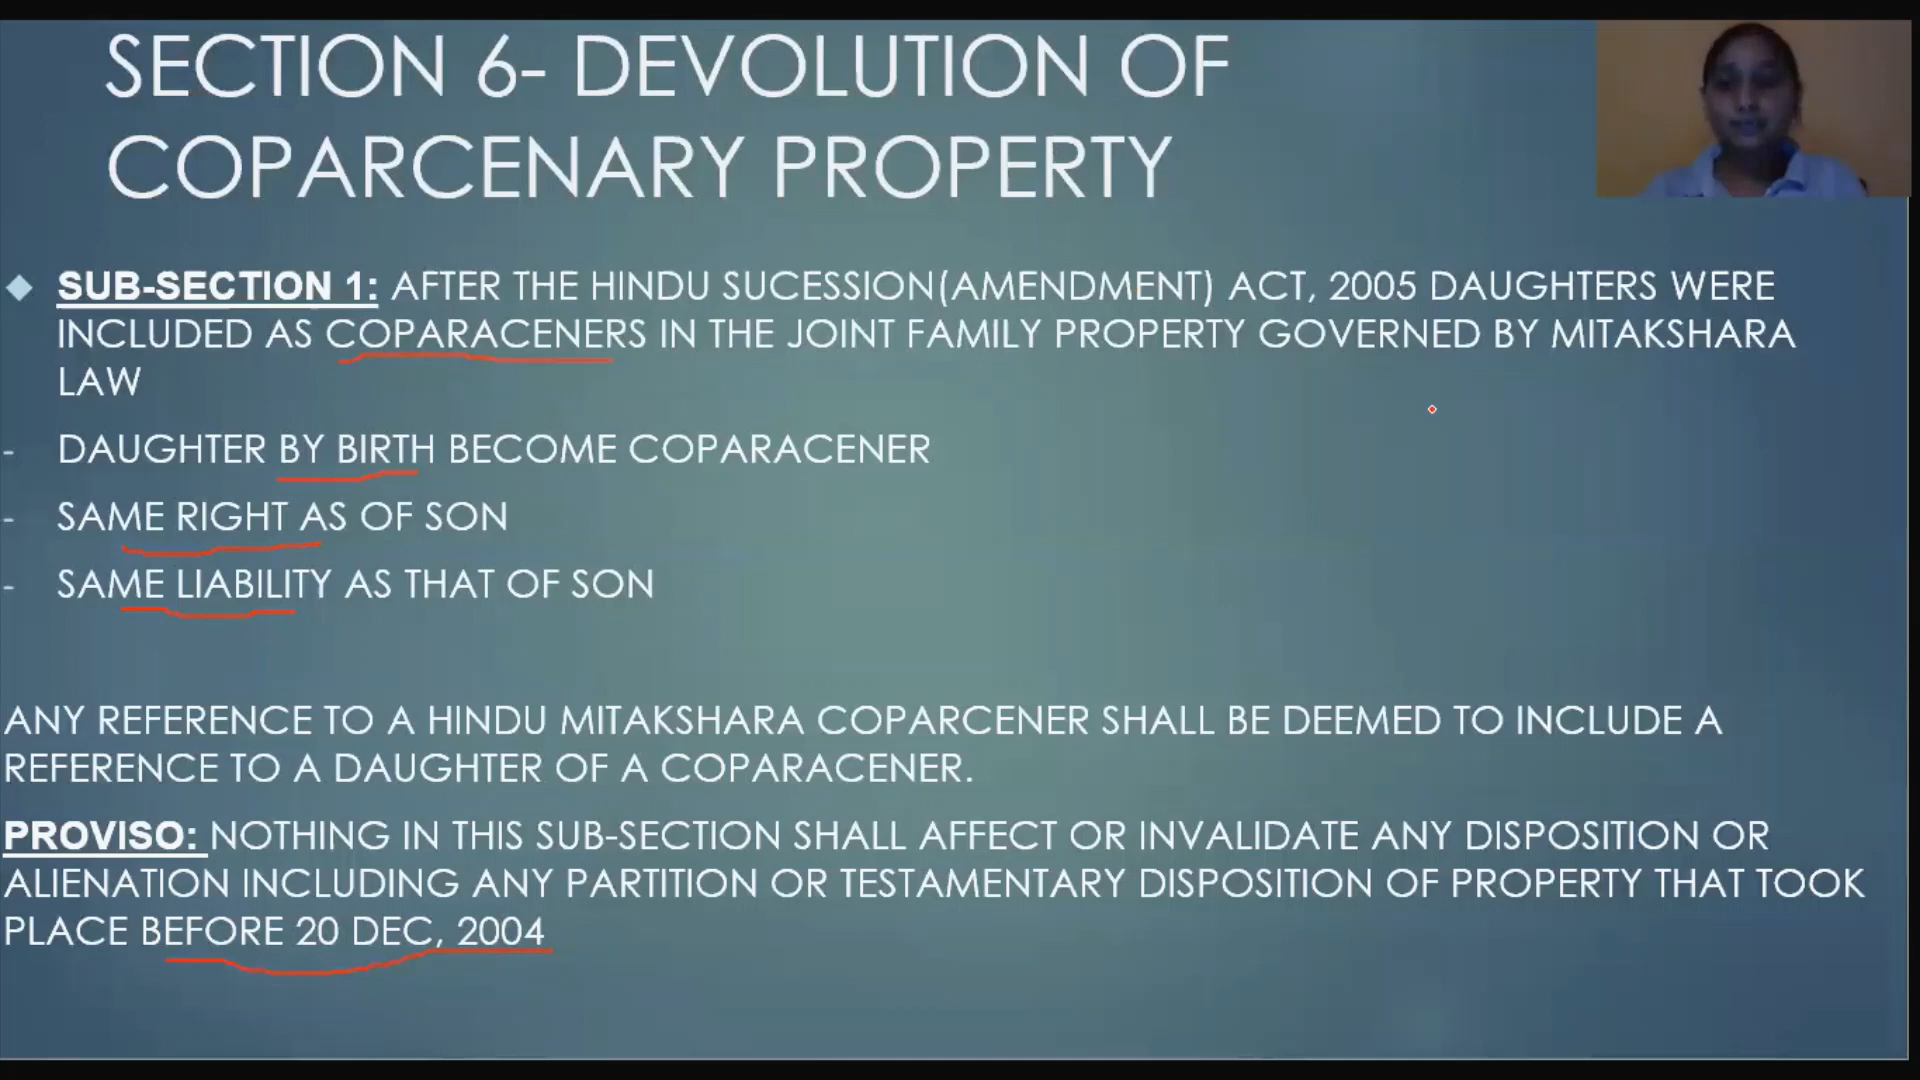 SECTION 6- DEVOLUTION OF
COPARCENARY PROPERTY
SUB-SECTION 1: AFTER THE HINDU SUCESSION(AMENDMENT) ACT, 2005 DAUGHTERS WERE
INCLUDED AS COPARACENERS IN THE JOINT FAMILY PROPERTY GOVERNED BY MITAKSHARA
LAW
- DAUGHTER BY BIRTH BECOME COPARACENER
- SAME RIGHT AS OF SON
- SAME LIABILITY AS THAT OF SON
ANY REFERENCE TO A HINDU MITAKSHARA COPARCENER SHALL BE DEEMED TO INCLUDE A
REFERENCE TO A DAUGHTER OF A COPARACENER.
PROVISO: NOTHING IN THIS SUB-SECTION SHALL AFFECT OR INVALIDATE ANY DISPOSITION OR
ALIENATION INCLUDING ANY PARTITION OR TESTAMENTARY DISPOSITION OF PROPERTY THAT TOOK
PLACE BEFORE 20 DEC, 2004